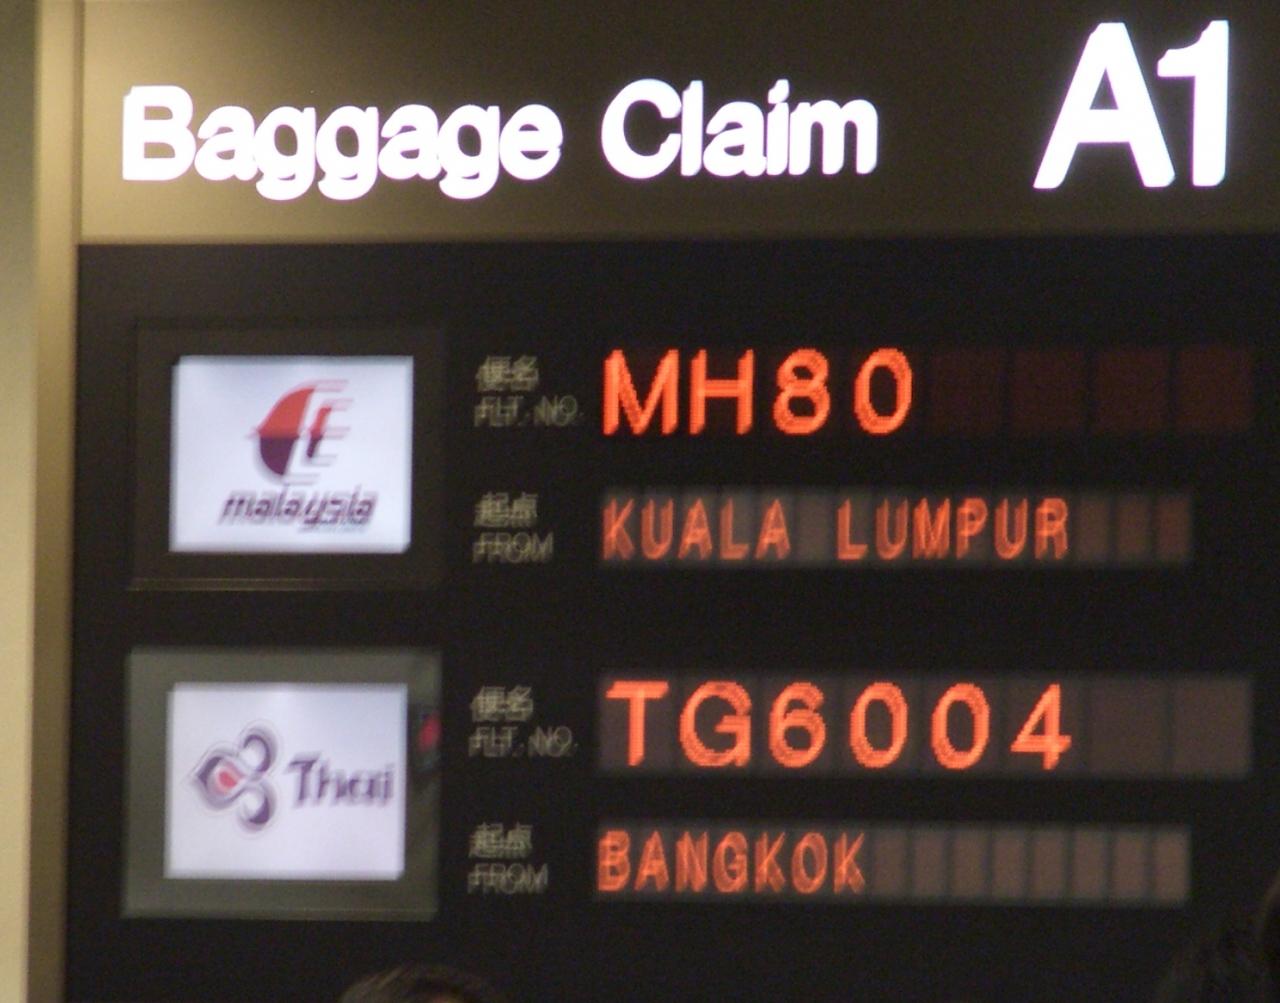 Baggage Claim A1
便名
FLT. NO.
MH80
malaysia
起点
FROM
KUALA LUMPUR
便名
FLT. NO.
TG6004
Thai
起点
FROM
BANGKOK